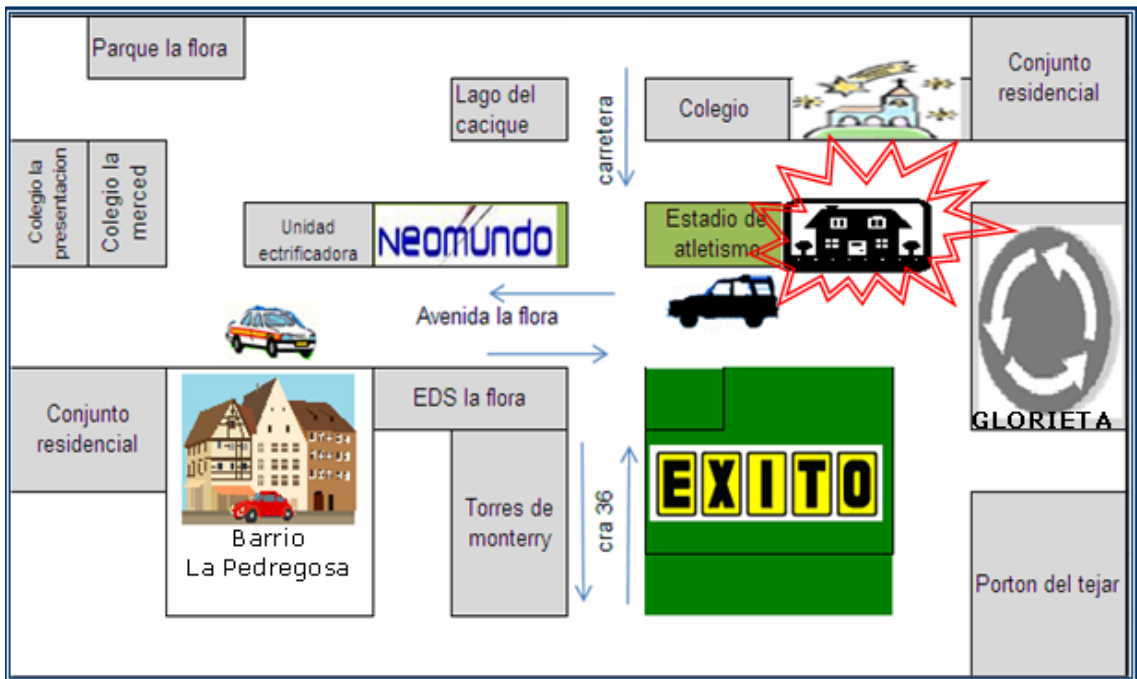 Parque la flora
Conjunto
residencial
Lago del
cacique
carretera
Colegio
Colegio la
presentacion
Colegio la
merced
Unidad
ectrificadora
Neomundo
Estadio de
atletismo
Avenida la flora
GLORIETA
Conjunto
residencial
EDS la flora
Barrio
La Pedregosa
Torres de
monterry
cra 36
EXITO
Porton del tejar